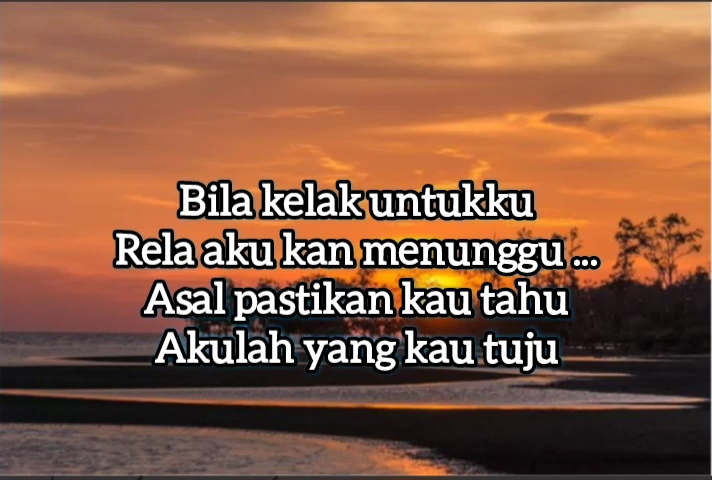 Bila kelak untukku
Rela aku kan menunggu ...
Asal pastikan kau tahu
Akulah yang kau tuju